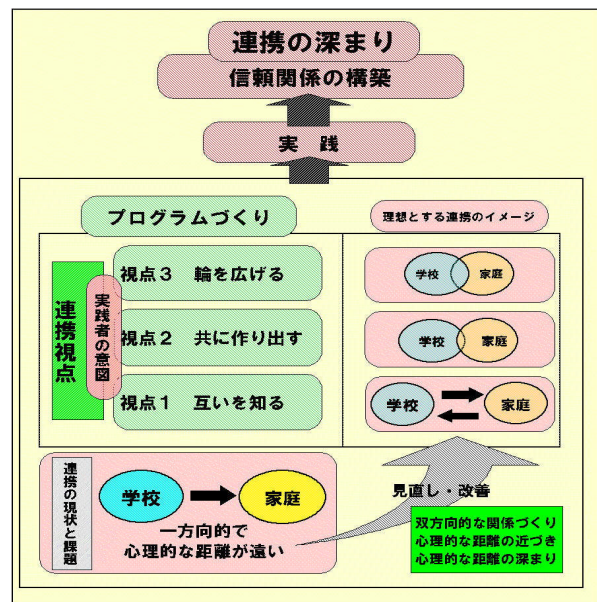 連携の深まり
信頼関係の構築
実　践
プログラムづくり
理想とする連携のイメージ
連携視点
実践者の意図
視点３　輪を広げる
視点２　共に作り出す
視点１　互いを知る
学校
家庭
学校
家庭
学校
家庭
連携の現状と課題
学校
家庭
一方向的で
心理的な距離が遠い
見直し・改善
双方向的な関係づくり
心理的な距離の近づき
心理的な距離の深まり